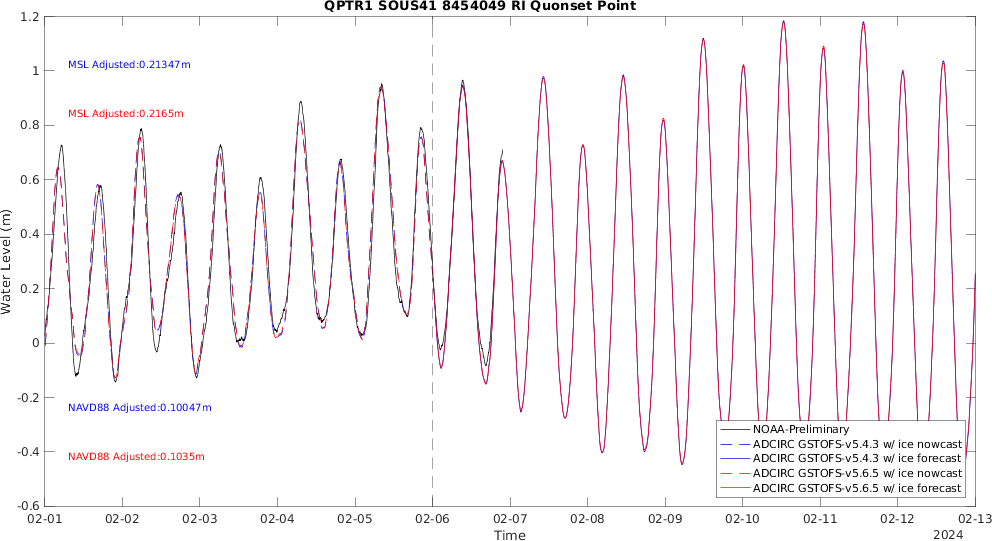 QPTR1 SOUS41 8454049 RI Quonset Point
1.2
1
0.8
0.6
0.4
0.2
0
-0.2
-0.4
-0.6
Water Level (m)
MSL Adjusted:0.21347m
MSL Adjusted:0.2165m
NAVD88 Adjusted:0.10047m
NAVD88 Adjusted:0.1035m
NOAA-Preliminary
ADCIRC GSTOFS-v5.4.3 w/ ice nowcast
ADCIRC GSTOFS-v5.4.3 w/ ice forecast
ADCIRC GSTOFS-v5.6.5 w/ ice nowcast
ADCIRC GSTOFS-v5.6.5 w/ ice forecast
02-01 02-02 02-03 02-04 02-05 02-06 02-07 02-08 02-09 02-10 02-11 02-12 02-13
Time
2024